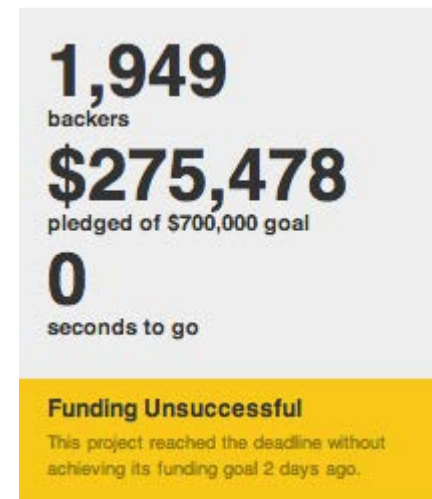 1,949
backers
$275,478
pledged of $700,000 goal
0
seconds to go
Funding Unsuccessful
This project reached the deadline without
achieving its funding goal 2 days ago.